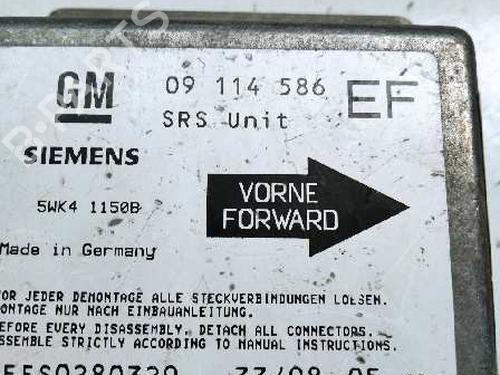 GM 09 114 586 EF
SRS Unit
SIEMENS
VORNE
FORWARD
5WK4 1150B
Made in Germany
VOR JEDER DEMONTAGE ALLE STECKVERBINDUNGEN LOESEN.
MONTAGE NUR NACH EINBAUANLEITUNG.
BEFORE EVERY DISASSEMBLY, DETACH ALL CONNECTORS.
ASSEMBLE STRICTLY ACCORDING TO MANUAL INSTRUCTIONS.